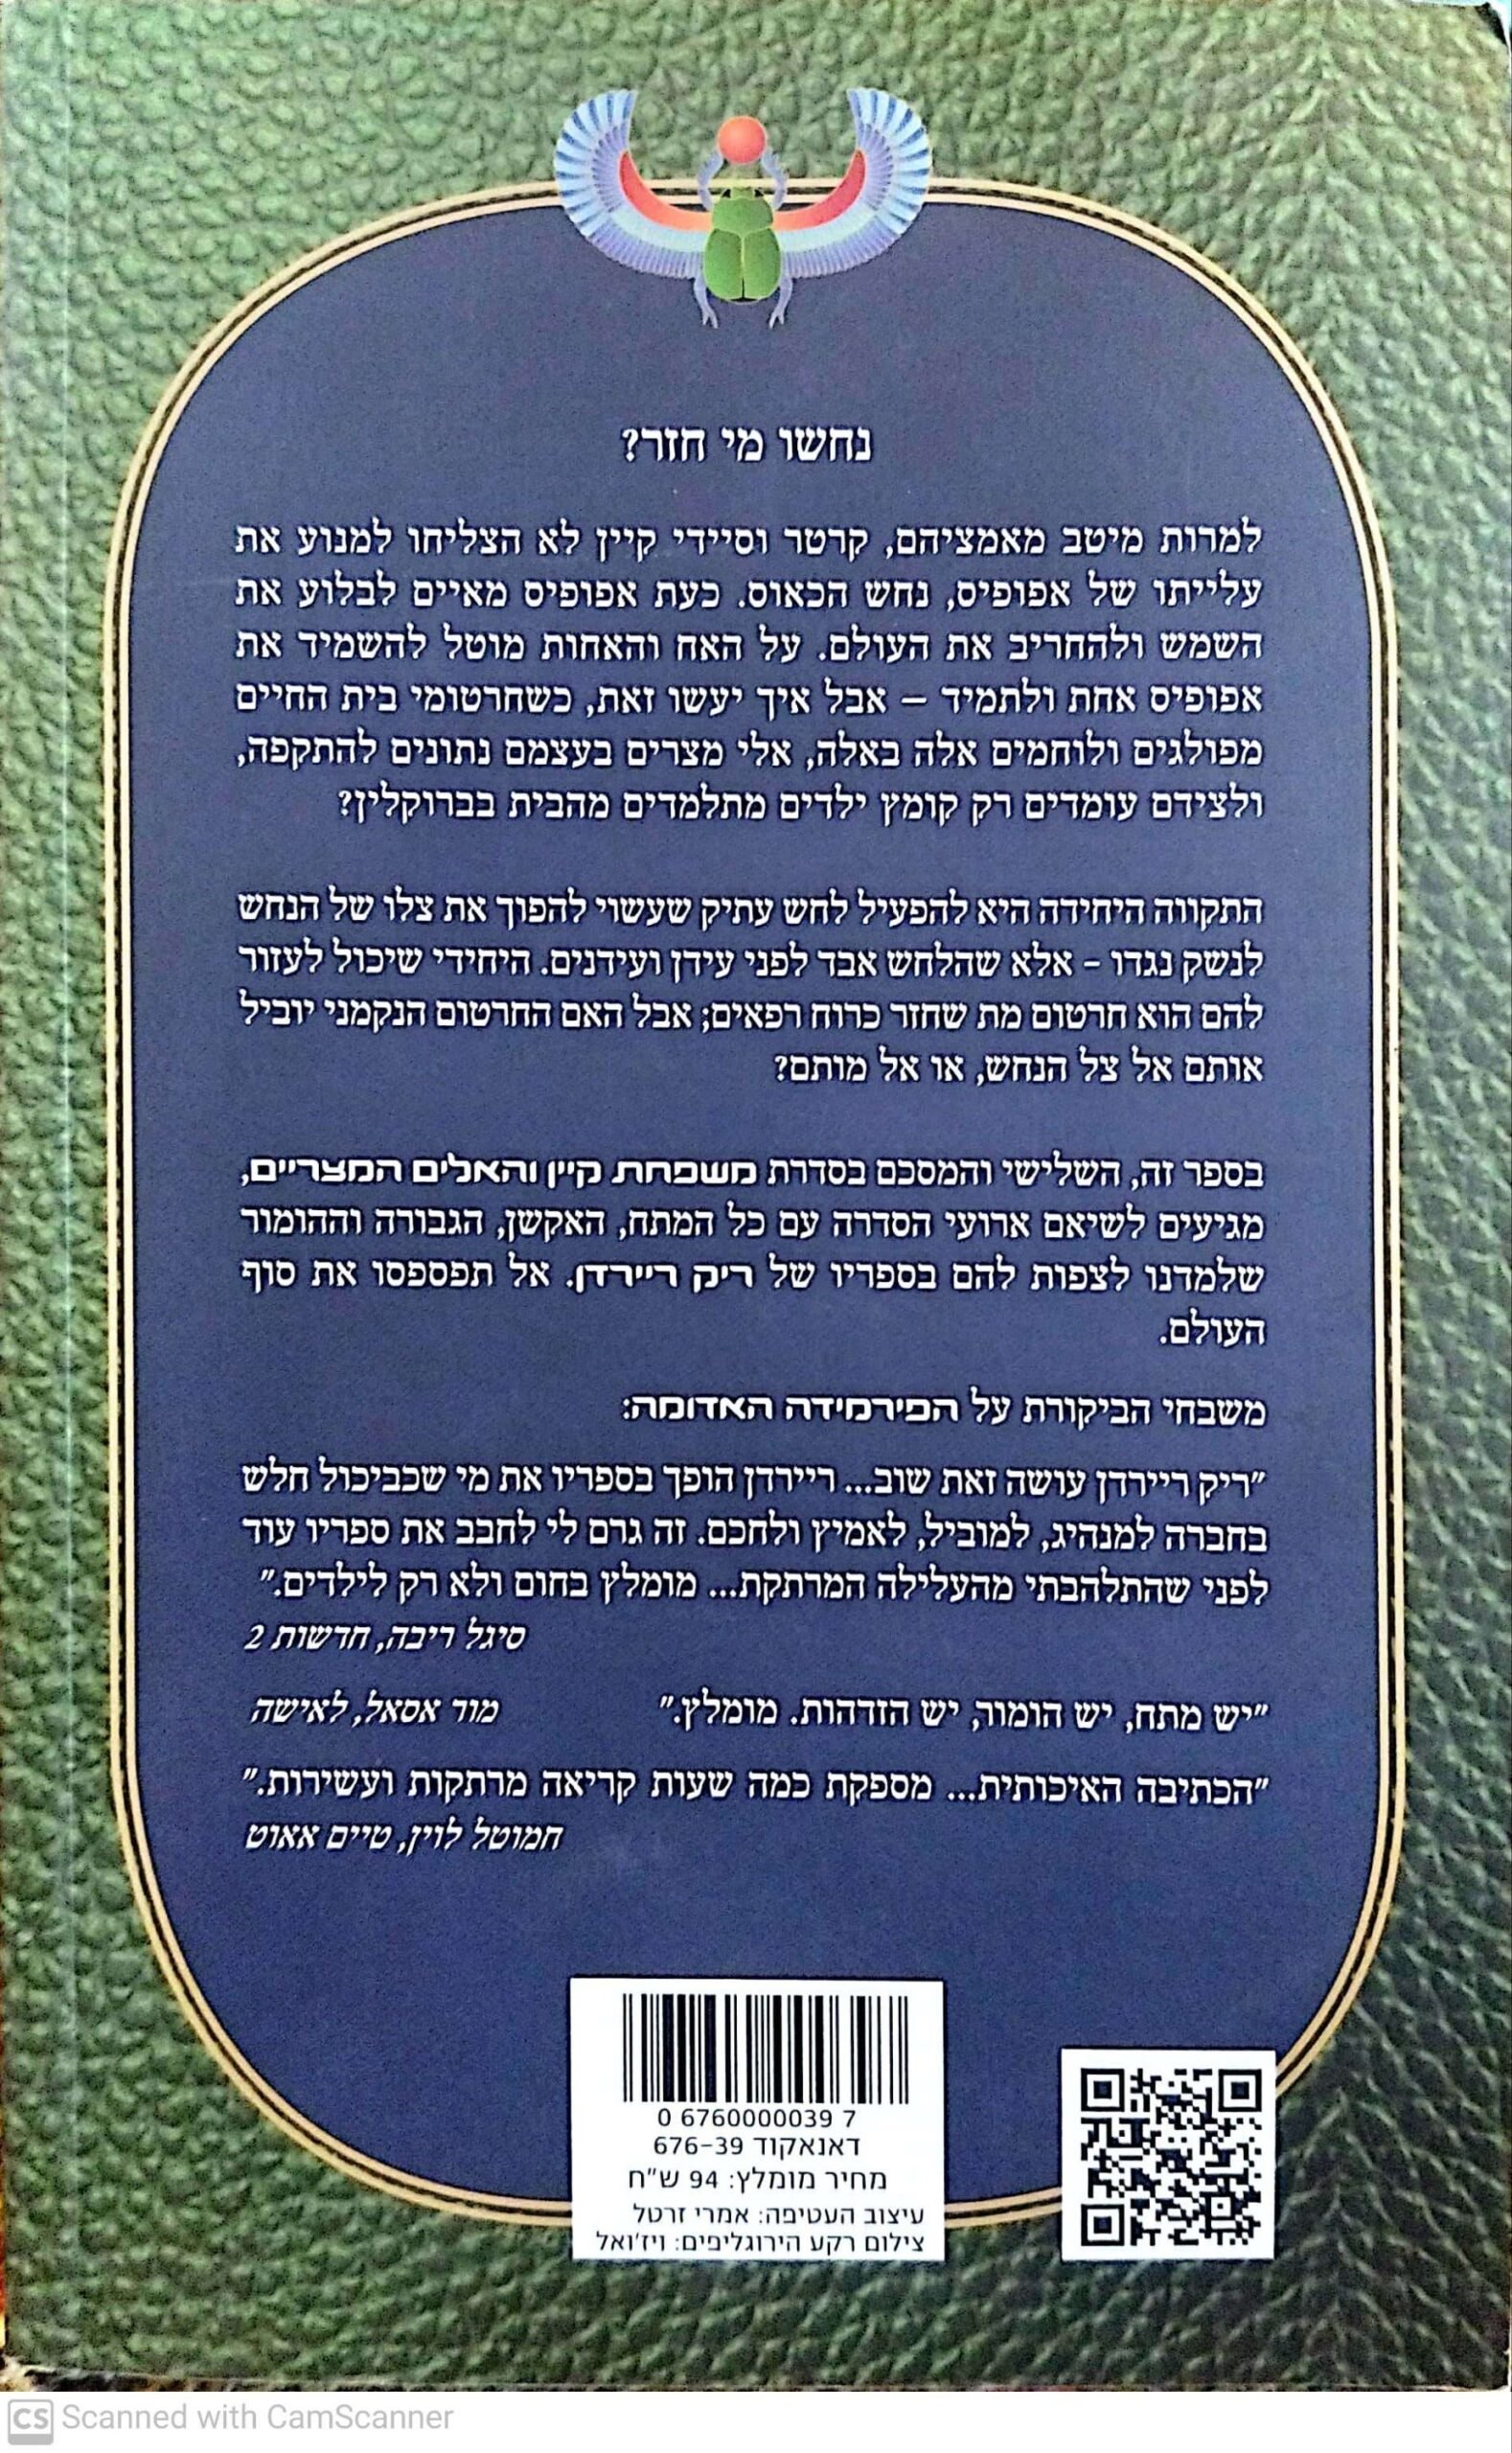 נחשו מי חזר?
למרות מיטב מאמציהם, קרטר וסיידי קיין לא הצליחו למנוע את
עלייתו של אפופיס, נחש הכאוס. כעת אפופיס מאיים לבלוע את
השמש ולהחריב את העולם. על האח והאחות מוטל להשמיד את
אפופיס אחת ולתמיד – אבל איך יעשו זאת, כשחרטומי בית החיים
מפולגים ולוחמים אלה באלה, אלי מצרים בעצמם נתונים להתקפה,
ולצידם עומדים רק קומץ ילדים מתלמדים מהבית בברוקלין?
התקווה היחידה היא להפעיל לחש עתיק שעשוי להפוך את צלו של הנחש
לנשק נגדו – אלא שהלחש אבד לפני עידן ועידנים. היחידי שיכול לעזור
להם הוא חרטום מת שחזר כרוח רפאים; אבל האם החרטום הנקמני יוביל
אותם אל צל הנחש, או אל מותם?
בספר זה, השלישי והמסכם בסדרת משפחת קיין והאלים המצריים,
מגיעים לשיאם ארועי הסדרה עם כל המתח, האקשן, הגבורה וההומור
שלמדנו לצפות להם בספריו של ריק ריירדן. אל תפספסו את סוף
העולם.
משבחי הביקורת על הפירמידה האדומה:
"ריק ריירדן עושה זאת שוב... ריירדן הופך בספריו את מי שכביכול חלש
בחברה למנהיג, למוביל, לאמיץ ולחכם. זה גרם לי לחבב את ספריו עוד
לפני שהתלהבתי מהעלילה המרתקת... מומלץ בחום ולא רק לילדים."
סיגל ריבה, חדשות 2
"יש מתח, יש הומור, יש הזדהות. מומלץ." מור אסאל, לאישה
"הכתיבה האיכותית... מספקת כמה שעות קריאה מרתקות ועשירות."
חמוטל לוין, טיים אאוט
0 6760000039 7
דאנאקוד 676-39
מחיר מומלץ: 94 ש"ח
עיצוב העטיפה: אמרי זרטל
צילום רקע הירוגליפים: ויז'ואל
CS Scanned with CamScanner